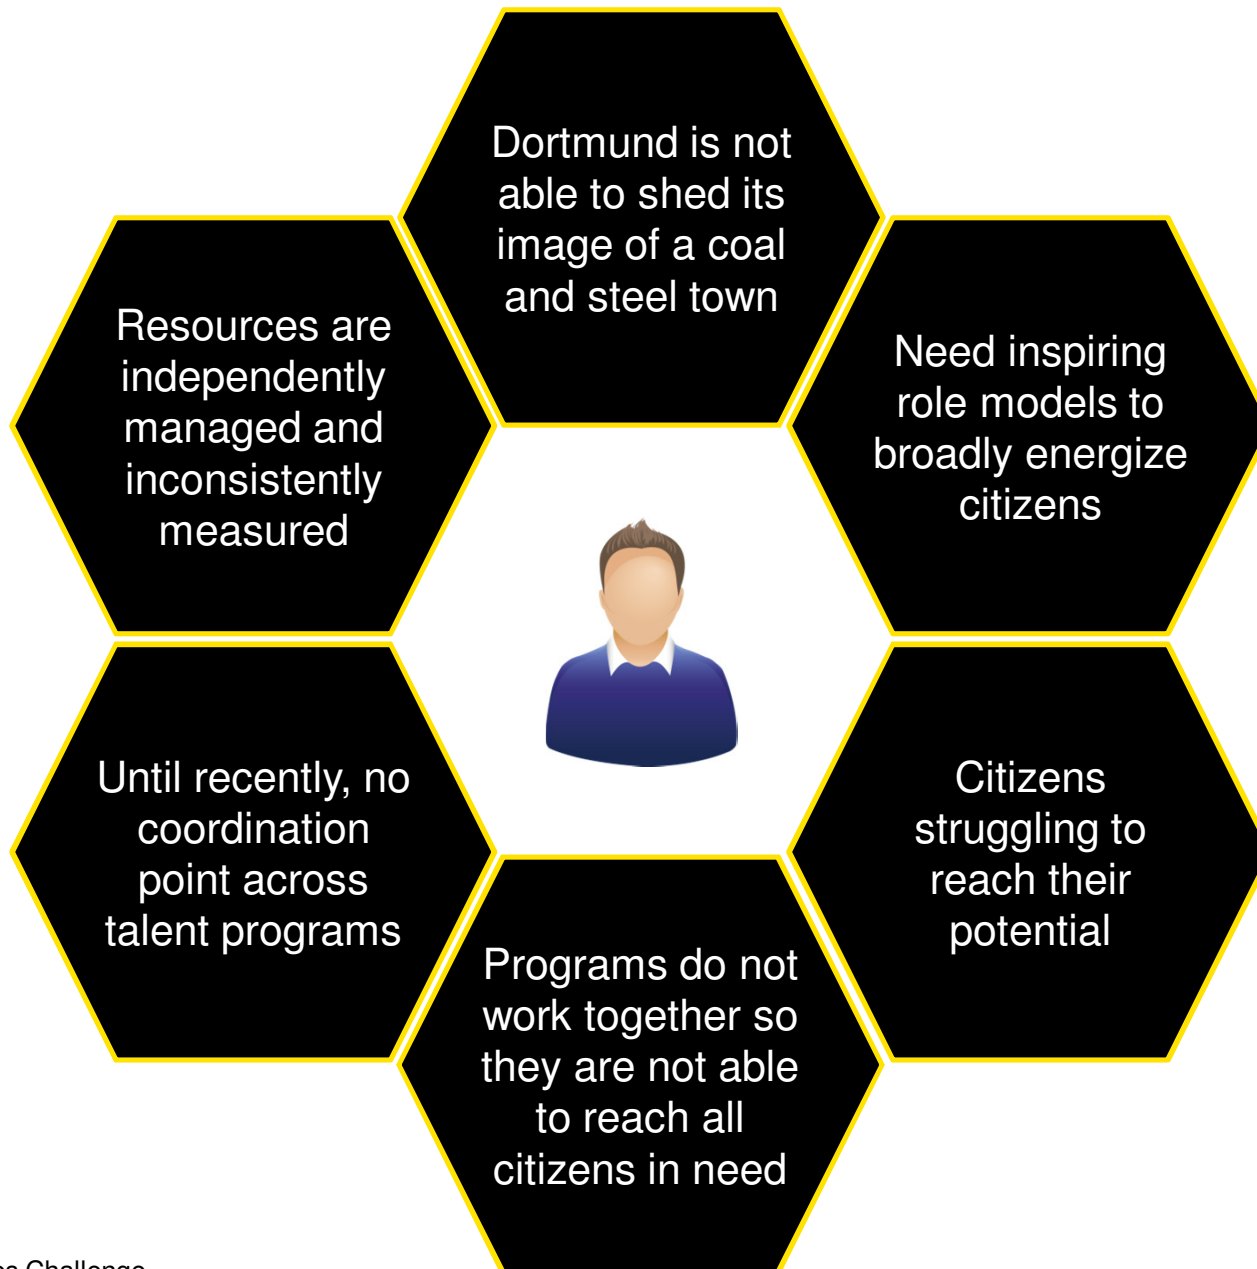 Dortmund is not
able to shed its
image of a coal
and steel town
Need inspiring
role models to
broadly energize
citizens
Citizens
struggling to
reach their
potential
Programs do not
work together so
they are not able
to reach all
citizens in need
Until recently, no
coordination
point across
talent programs
Resources are
independently
managed and
inconsistently
measured
Challenge